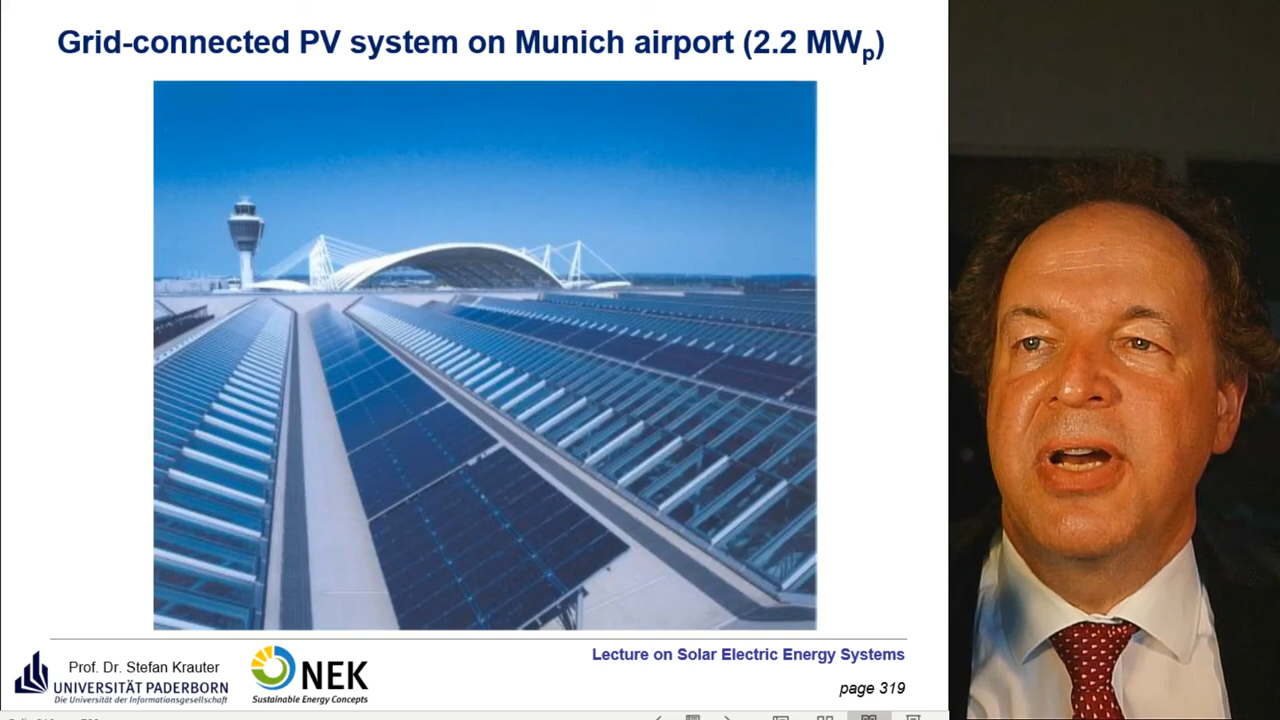 Grid-connected PV system on Munich airport (2.2 MWp)
Lecture on Solar Electric Energy Systems
Prof. Dr. Stefan Krauter
UNIVERSITÄT PADERBORN
Die Universität der Informationsgesellschaft
NEK
Sustainable Energy Concepts
page 319